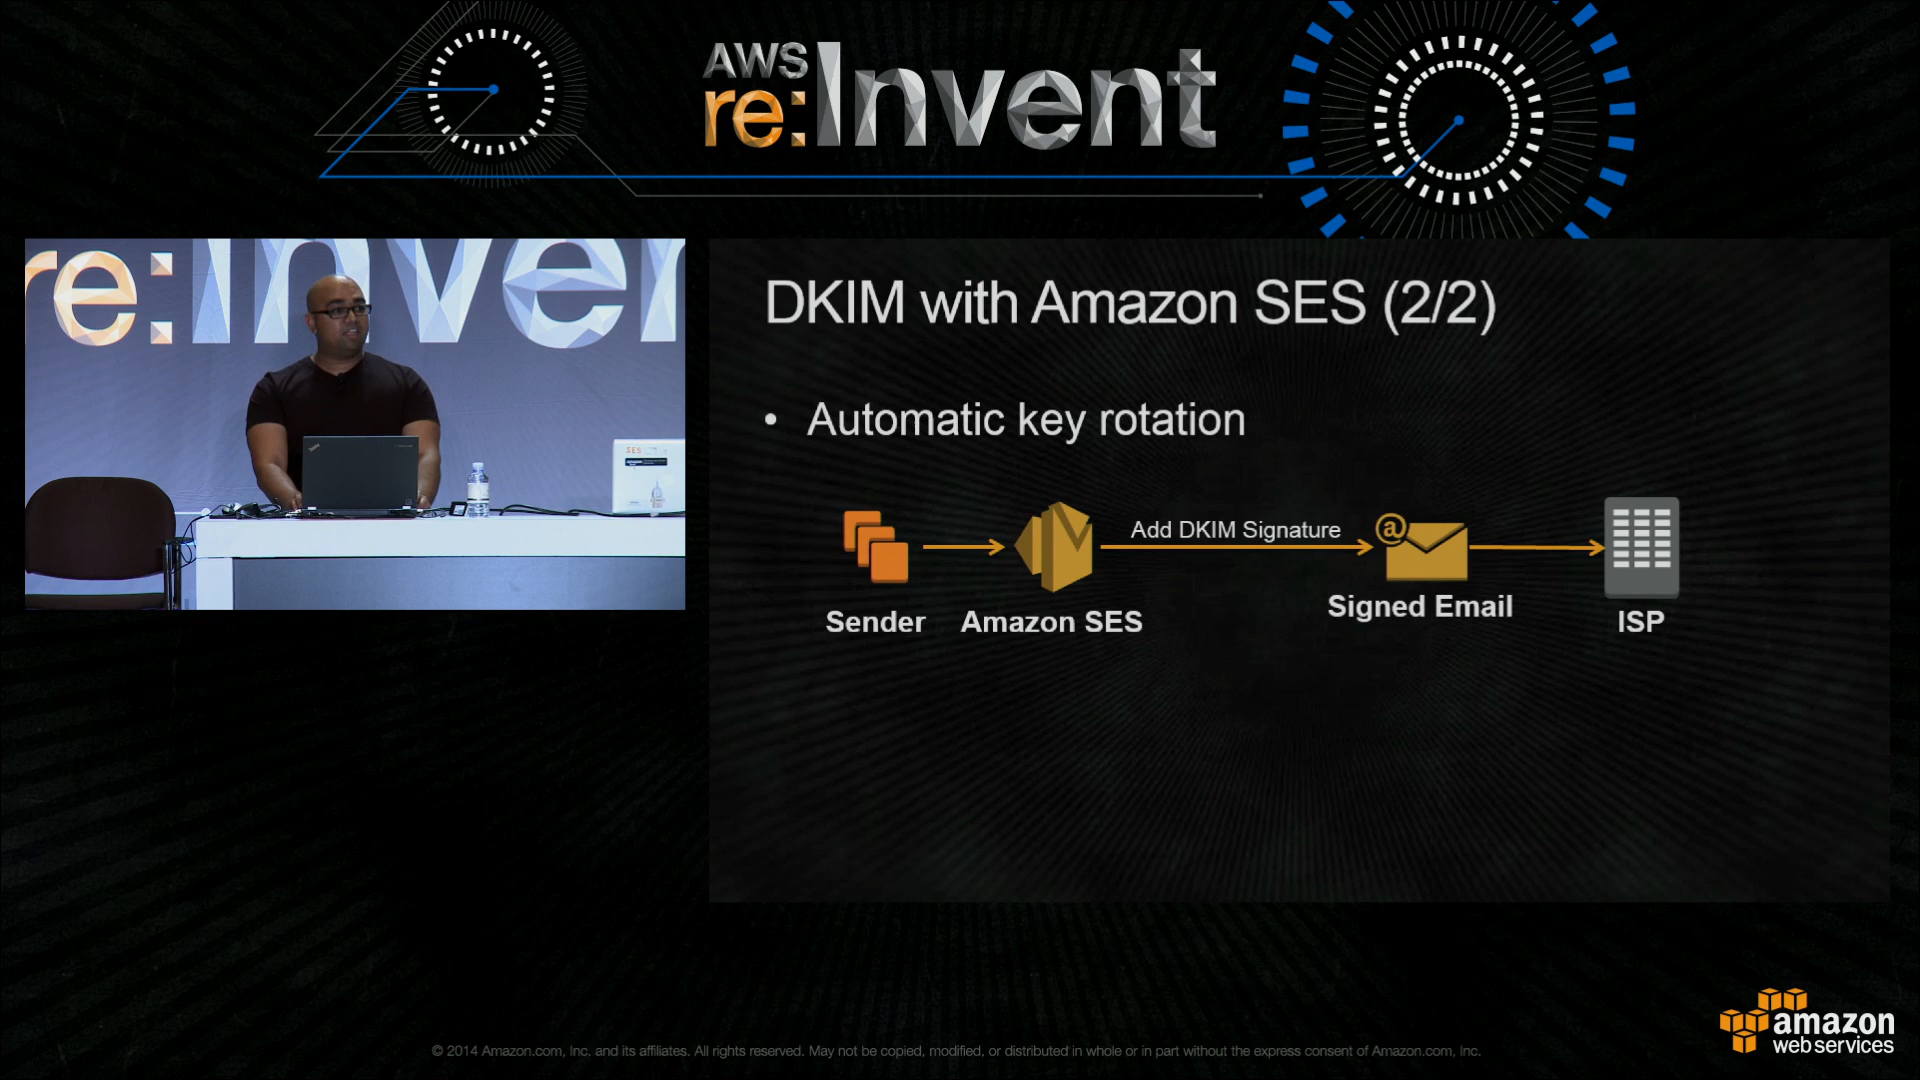 AWS
re:Invent
re:Inven
SES
DKIM with Amazon SES (2/2)
• Automatic key rotation
Add DKIM Signature
Sender
Amazon SES
Signed Email
ISP
amazon
web services
© 2014 Amazon.com, Inc. and its affiliates. All rights reserved. May not be copied, modified, or distributed in whole or in part without the express consent of Amazon.com, Inc.